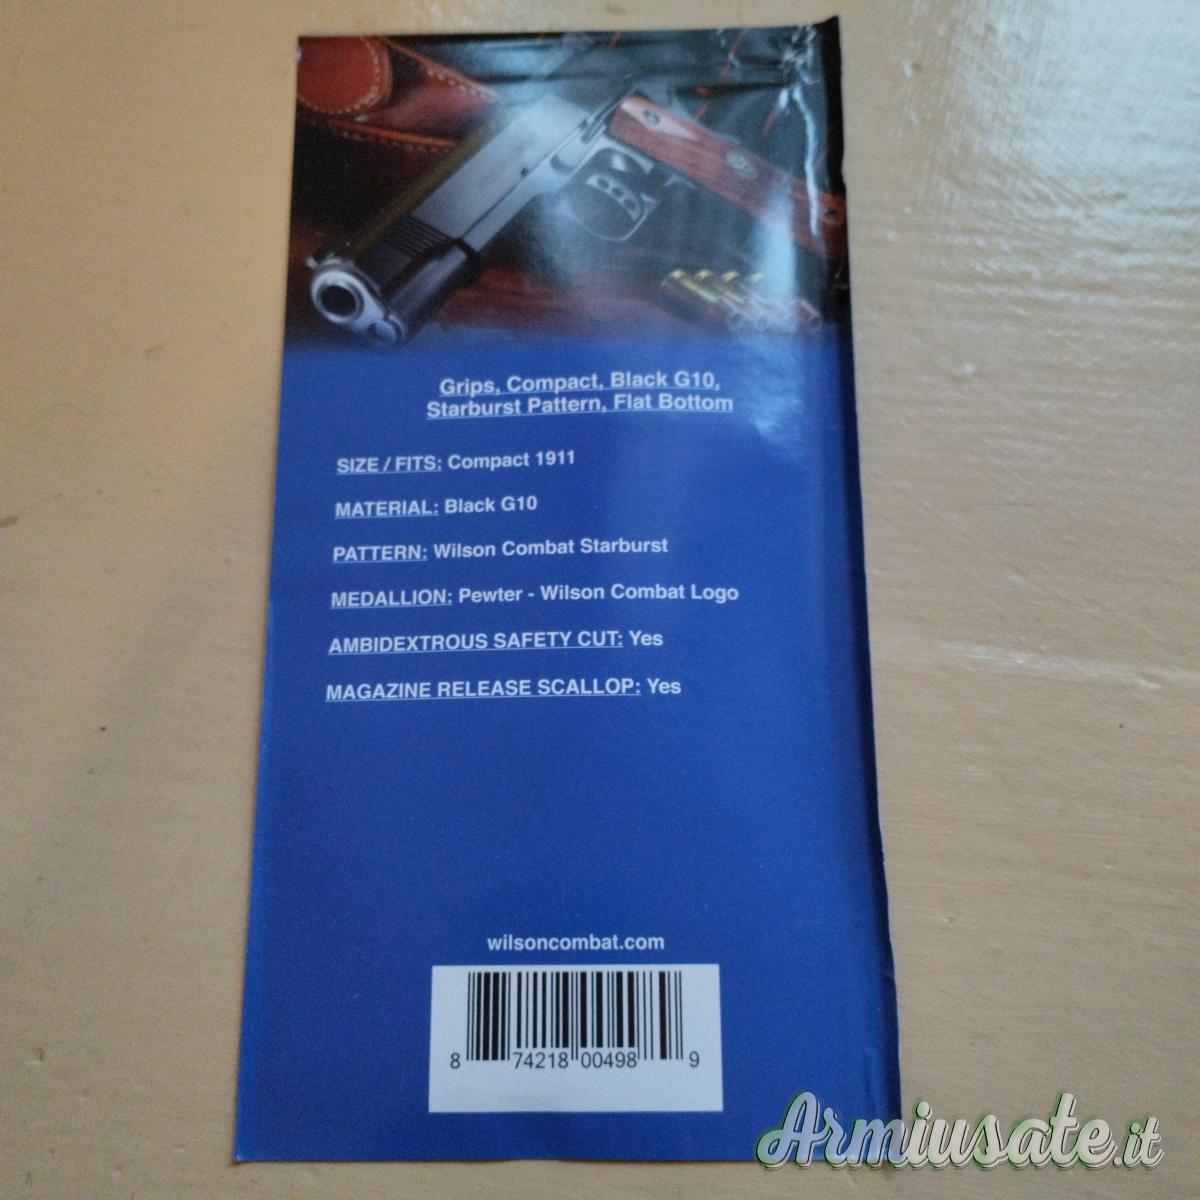 Grips, Compact, Black G10,
Starburst Pattern, Flat Bottom
SIZE / FITS: Compact 1911
MATERIAL: Black G10
PATTERN: Wilson Combat Starburst
MEDALLION: Pewter - Wilson Combat Logo
AMBIDEXTROUS SAFETY CUT: Yes
MAGAZINE RELEASE SCALLOP: Yes
wilsoncombat.com
8 74218 00498 9
Armiusate.it